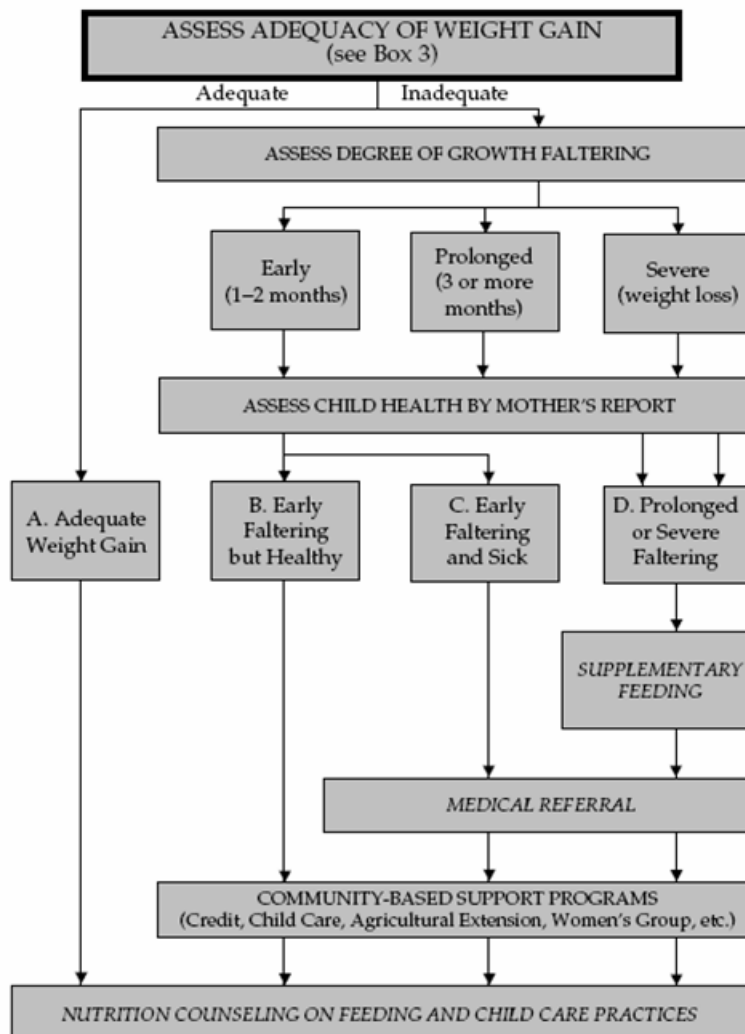 ASSESS ADEQUACY OF WEIGHT GAIN
(see Box 3)
Adequate
Inadequate
ASSESS DEGREE OF GROWTH FALTERING
Early
(1–2 months)
Prolonged
(3 or more
months)
Severe
(weight loss)
ASSESS CHILD HEALTH BY MOTHER'S REPORT
A. Adequate
Weight Gain
B. Early
Faltering
but Healthy
C. Early
Faltering
and Sick
D. Prolonged
or Severe
Faltering
SUPPLEMENTARY
FEEDING
MEDICAL REFERRAL
COMMUNITY-BASED SUPPORT PROGRAMS
(Credit, Child Care, Agricultural Extension, Women's Group, etc.)
NUTRITION COUNSELING ON FEEDING AND CHILD CARE PRACTICES